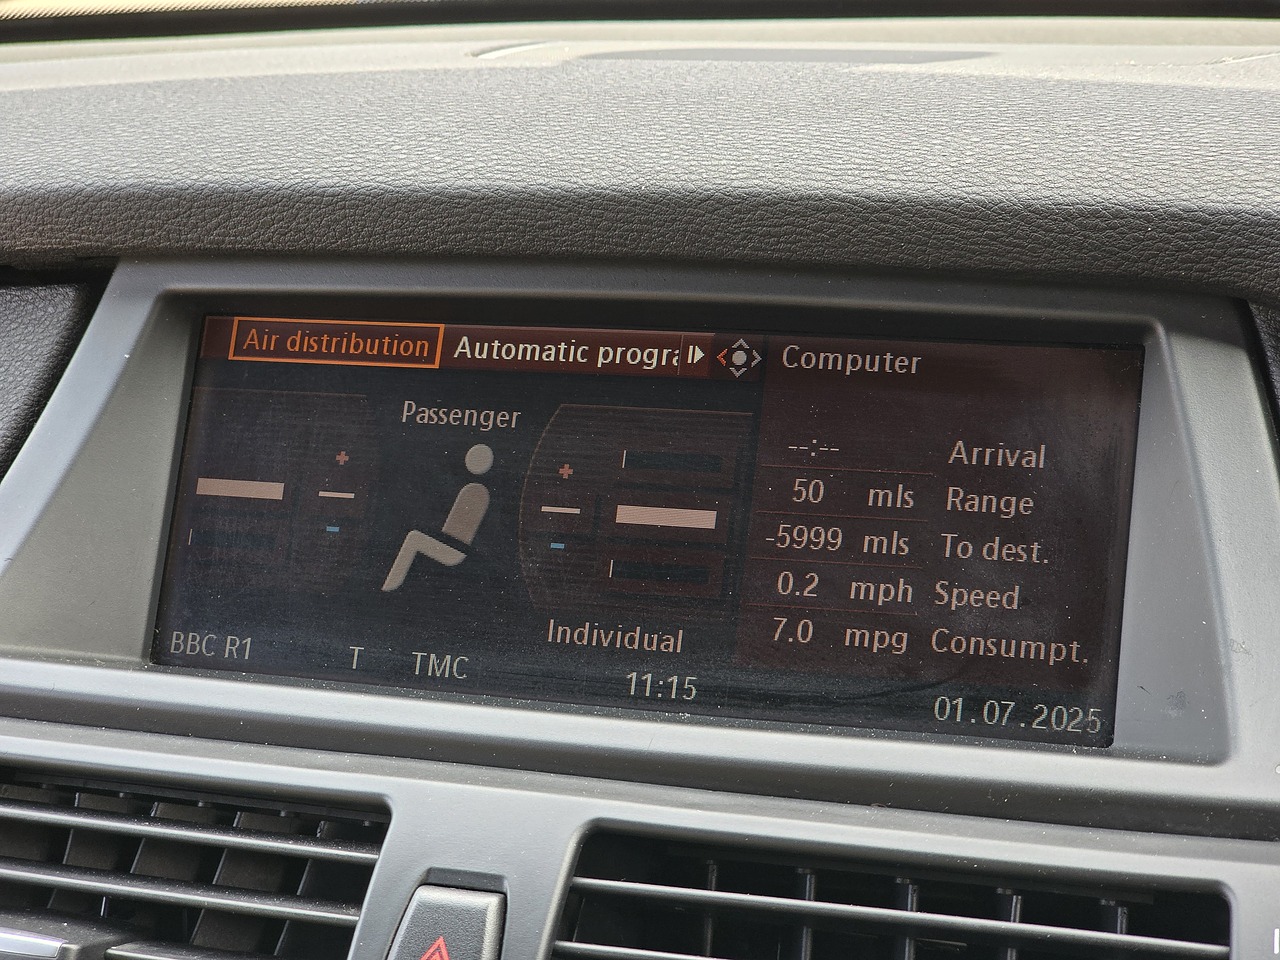 Air distribution Automatic progra Computer
Passenger
+ +
- -
--:-- Arrival
50 mls Range
-5999 mls To dest.
0.2 mph Speed
7.0 mpg Consumpt.
Individual
BBC R1 T TMC
11:15
01.07.2025